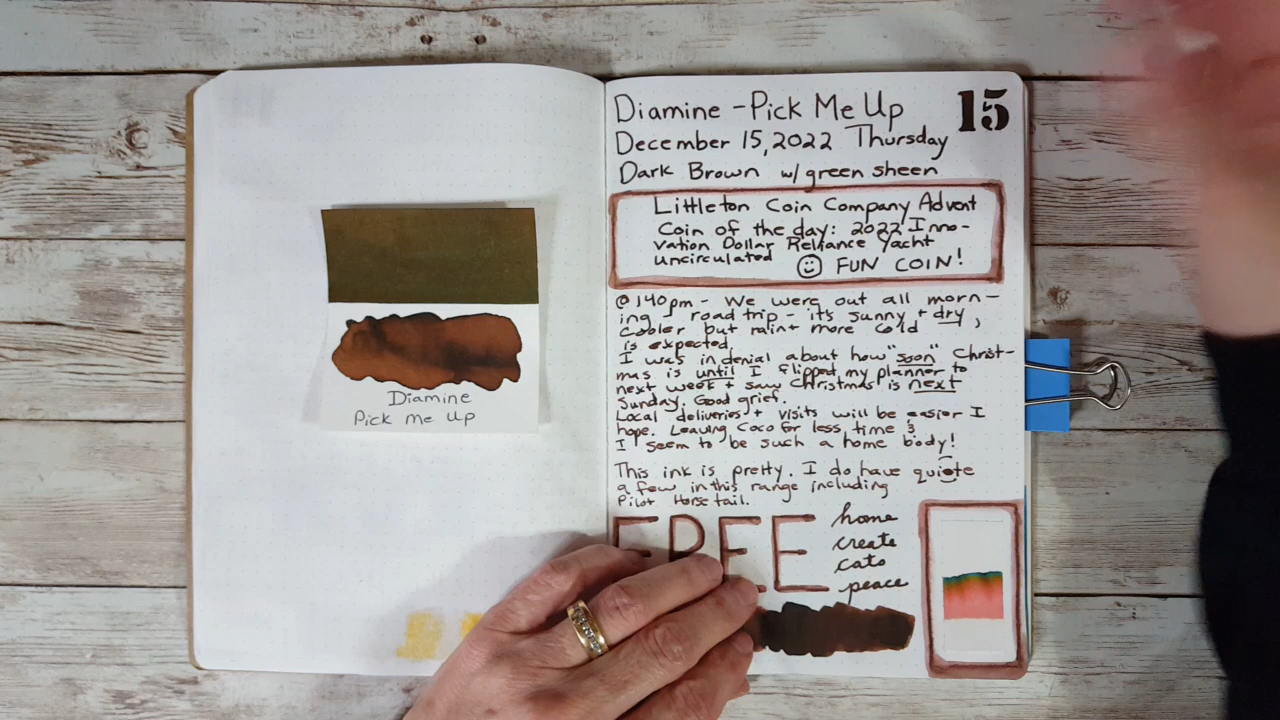 Diamine
Pick me up
Diamine - Pick Me Up
15
December 15, 2022 Thursday
Dark Brown w/ green sheen
Littleton Coin Company Advent
Coin of the day: 2022 Inno-
vation Dollar Reliance Yacht
uncirculated ☺ FUN COIN!
@ 140pm - We were out all morn-
ing road trip - it's sunny + dry,
cooler but rain + more cold
is expected
I was in denial about how "soon" Christ-
mas is until I flipped my planner to
next week + saw Christmas is next
Sunday. Good grief.
Local deliveries + visits will be easier I
hope. Leaving Coco for less time &
I seem to be such a home body!
This ink is pretty. I do have quite
a few in this range including
Pilot Horse tail.
FREE
home
create
cats
peace